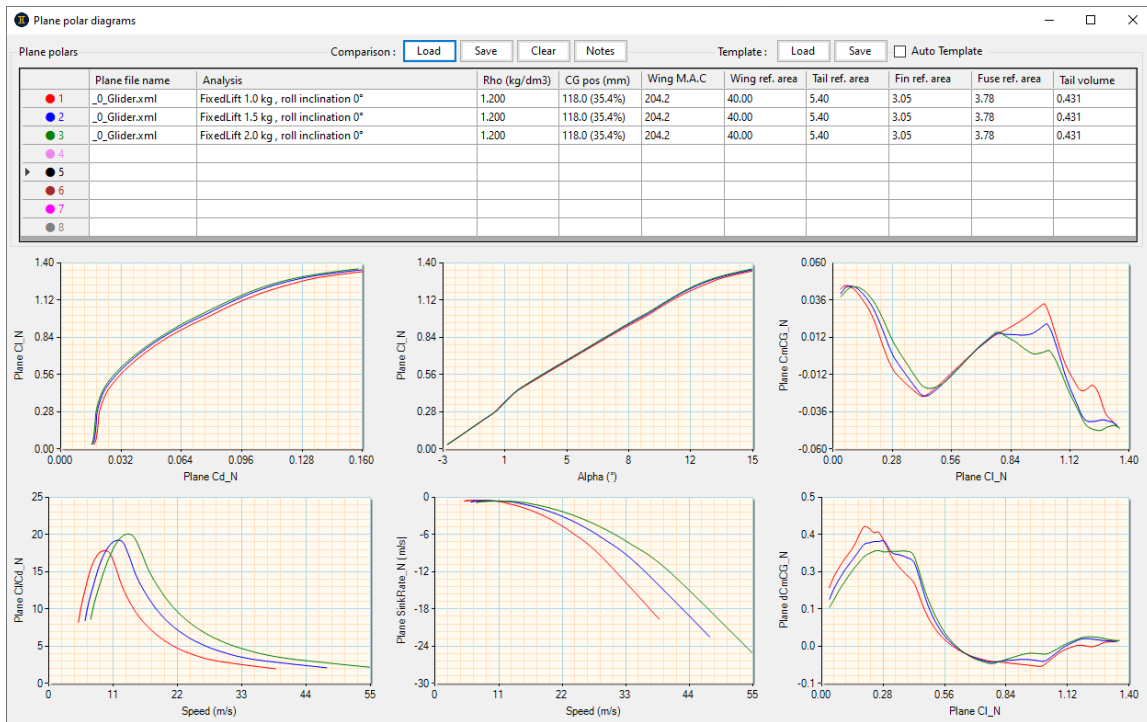 Plane polar diagrams
Plane polars Comparison : Load Save Clear Notes Template : Load Save Auto Template
Plane file name Analysis Rho (kg/dm3) CG pos (mm) Wing M.A.C Wing ref. area Tail ref. area Fin ref. area Fuse ref. area Tail volume
1 _0_Glider.xml FixedLift 1.0 kg , roll inclination 0° 1.200 118.0 (35.4%) 204.2 40.00 5.40 3.05 3.78 0.431
2 _0_Glider.xml FixedLift 1.5 kg , roll inclination 0° 1.200 118.0 (35.4%) 204.2 40.00 5.40 3.05 3.78 0.431
3 _0_Glider.xml FixedLift 2.0 kg , roll inclination 0° 1.200 118.0 (35.4%) 204.2 40.00 5.40 3.05 3.78 0.431
4
5
6
7
8
Plane Cl_N
1.40
1.12
0.84
0.56
0.28
0.00
0.000 0.032 0.064 0.096 0.128 0.160
Plane Cd_N
Plane Cl_N
1.40
1.12
0.84
0.56
0.28
0.00
-3 1 5 8 12 15
Alpha (°)
Plane CmCG_N
0.060
0.036
0.012
-0.012
-0.036
-0.060
0.00 0.28 0.56 0.84 1.12 1.40
Plane Cl_N
Plane Cl/Cd_N
25
20
15
10
5
0
0 11 22 33 44 55
Speed (m/s)
Plane SinkRate_N [m/s]
0
-6
-12
-18
-24
-30
0 11 22 33 44 55
Speed (m/s)
Plane dCmCG_N
0.5
0.4
0.3
0.1
0.0
-0.1
0.00 0.28 0.56 0.84 1.12 1.40
Plane Cl_N